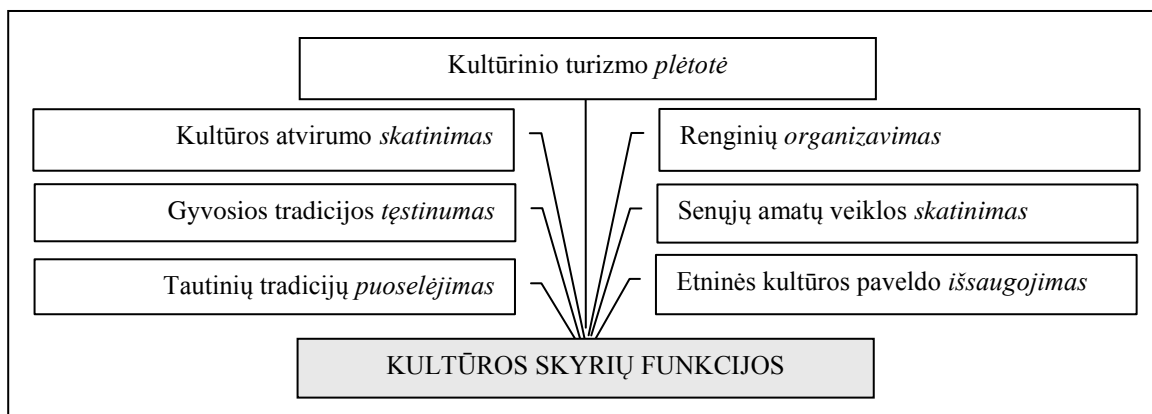 Kultūrinio turizmo plėtotė
Kultūros atvirumo skatinimas
Renginių organizavimas
Gyvosios tradicijos tęstinumas
Senųjų amatų veiklos skatinimas
Tautinių tradicijų puoselėjimas
Etninės kultūros paveldo išsaugojimas
KULTŪROS SKYRIŲ FUNKCIJOS